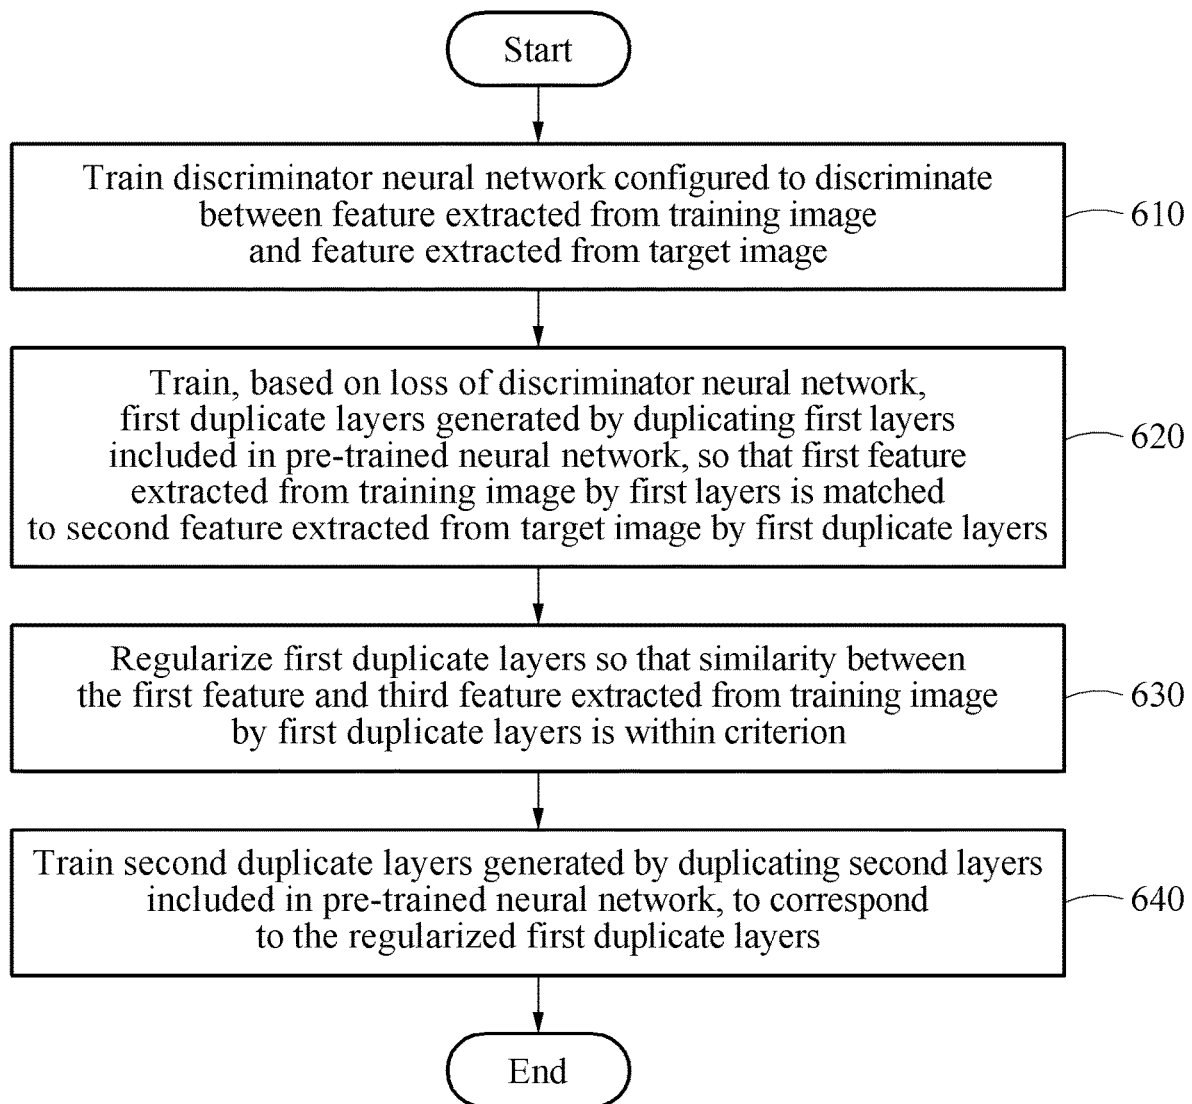 Start
Train discriminator neural network configured to discriminate
between feature extracted from training image
and feature extracted from target image
610
Train, based on loss of discriminator neural network,
first duplicate layers generated by duplicating first layers
included in pre-trained neural network, so that first feature
extracted from training image by first layers is matched
to second feature extracted from target image by first duplicate layers
620
Regularize first duplicate layers so that similarity between
the first feature and third feature extracted from training image
by first duplicate layers is within criterion
630
Train second duplicate layers generated by duplicating second layers
included in pre-trained neural network, to correspond
to the regularized first duplicate layers
640
End